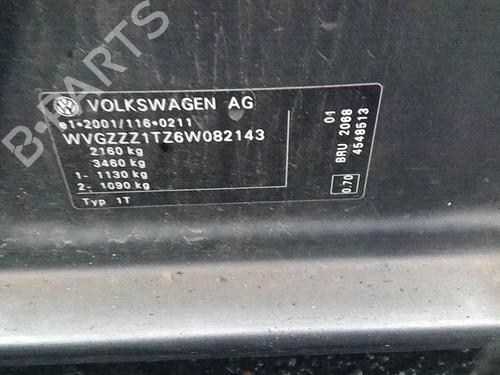 VOLKSWAGEN AG
e1*2001/116*0211
WVGZZZ1TZ6W082143
2160 kg
3460 kg
1- 1130 kg
2- 1090 kg
Typ 1T
01
BRU 2068
4548513
0.70
B-PARTS